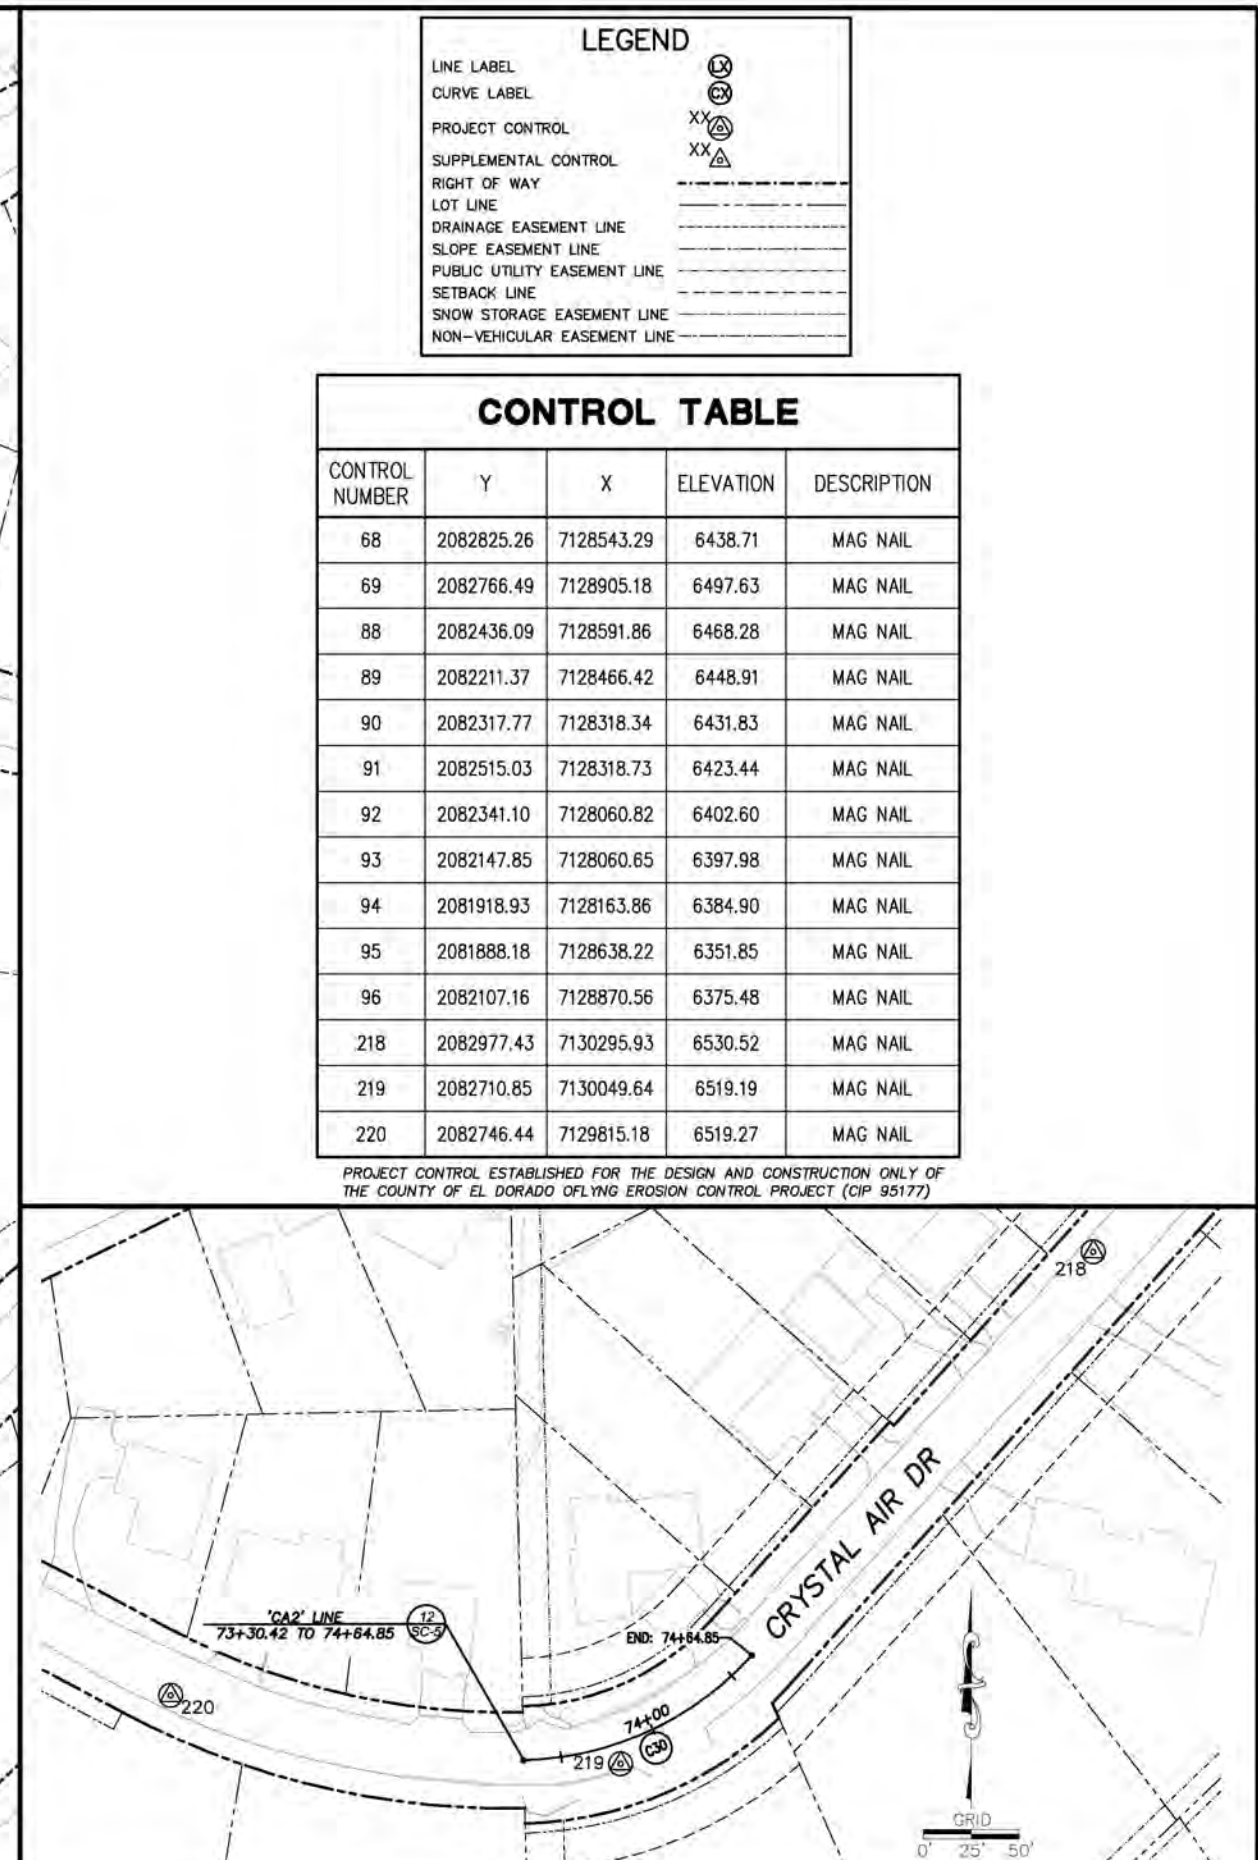 LEGEND
LINE LABEL LX
CURVE LABEL CX
PROJECT CONTROL XX
SUPPLEMENTAL CONTROL XX
RIGHT OF WAY
LOT LINE
DRAINAGE EASEMENT LINE
SLOPE EASEMENT LINE
PUBLIC UTILITY EASEMENT LINE
SETBACK LINE
SNOW STORAGE EASEMENT LINE
NON-VEHICULAR EASEMENT LINE
CONTROL TABLE
CONTROL NUMBER Y X ELEVATION DESCRIPTION
68 2082825.26 7128543.29 6438.71 MAG NAIL
69 2082766.49 7128905.18 6497.63 MAG NAIL
88 2082436.09 7128591.86 6468.28 MAG NAIL
89 2082211.37 7128466.42 6448.91 MAG NAIL
90 2082317.77 7128318.34 6431.83 MAG NAIL
91 2082515.03 7128318.73 6423.44 MAG NAIL
92 2082341.10 7128060.82 6402.60 MAG NAIL
93 2082147.85 7128060.65 6397.98 MAG NAIL
94 2081918.93 7128163.86 6384.90 MAG NAIL
95 2081888.18 7128638.22 6351.85 MAG NAIL
96 2082107.16 7128870.56 6375.48 MAG NAIL
218 2082977.43 7130295.93 6530.52 MAG NAIL
219 2082710.85 7130049.64 6519.19 MAG NAIL
220 2082746.44 7129815.18 6519.27 MAG NAIL
PROJECT CONTROL ESTABLISHED FOR THE DESIGN AND CONSTRUCTION ONLY OF
THE COUNTY OF EL DORADO OFLYNG EROSION CONTROL PROJECT (CIP 95177)
218
CRYSTAL AIR DR
'CA2' LINE
73+30.42 TO 74+64.85
12
SC-5
END: 74+64.85
220
74+00
C30
219
GRID
0' 25' 50'